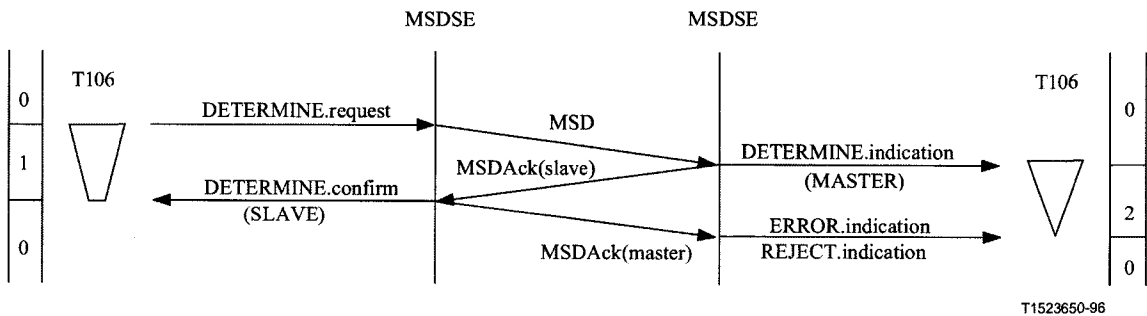 MSDSE MSDSE
T106 T106
0 0
DETERMINE.request
MSD
1
MSDAck(slave)
DETERMINE.indication
(MASTER)
DETERMINE.confirm
(SLAVE)
2
0
MSDAck(master)
ERROR.indication
REJECT.indication
0
T1523650-96